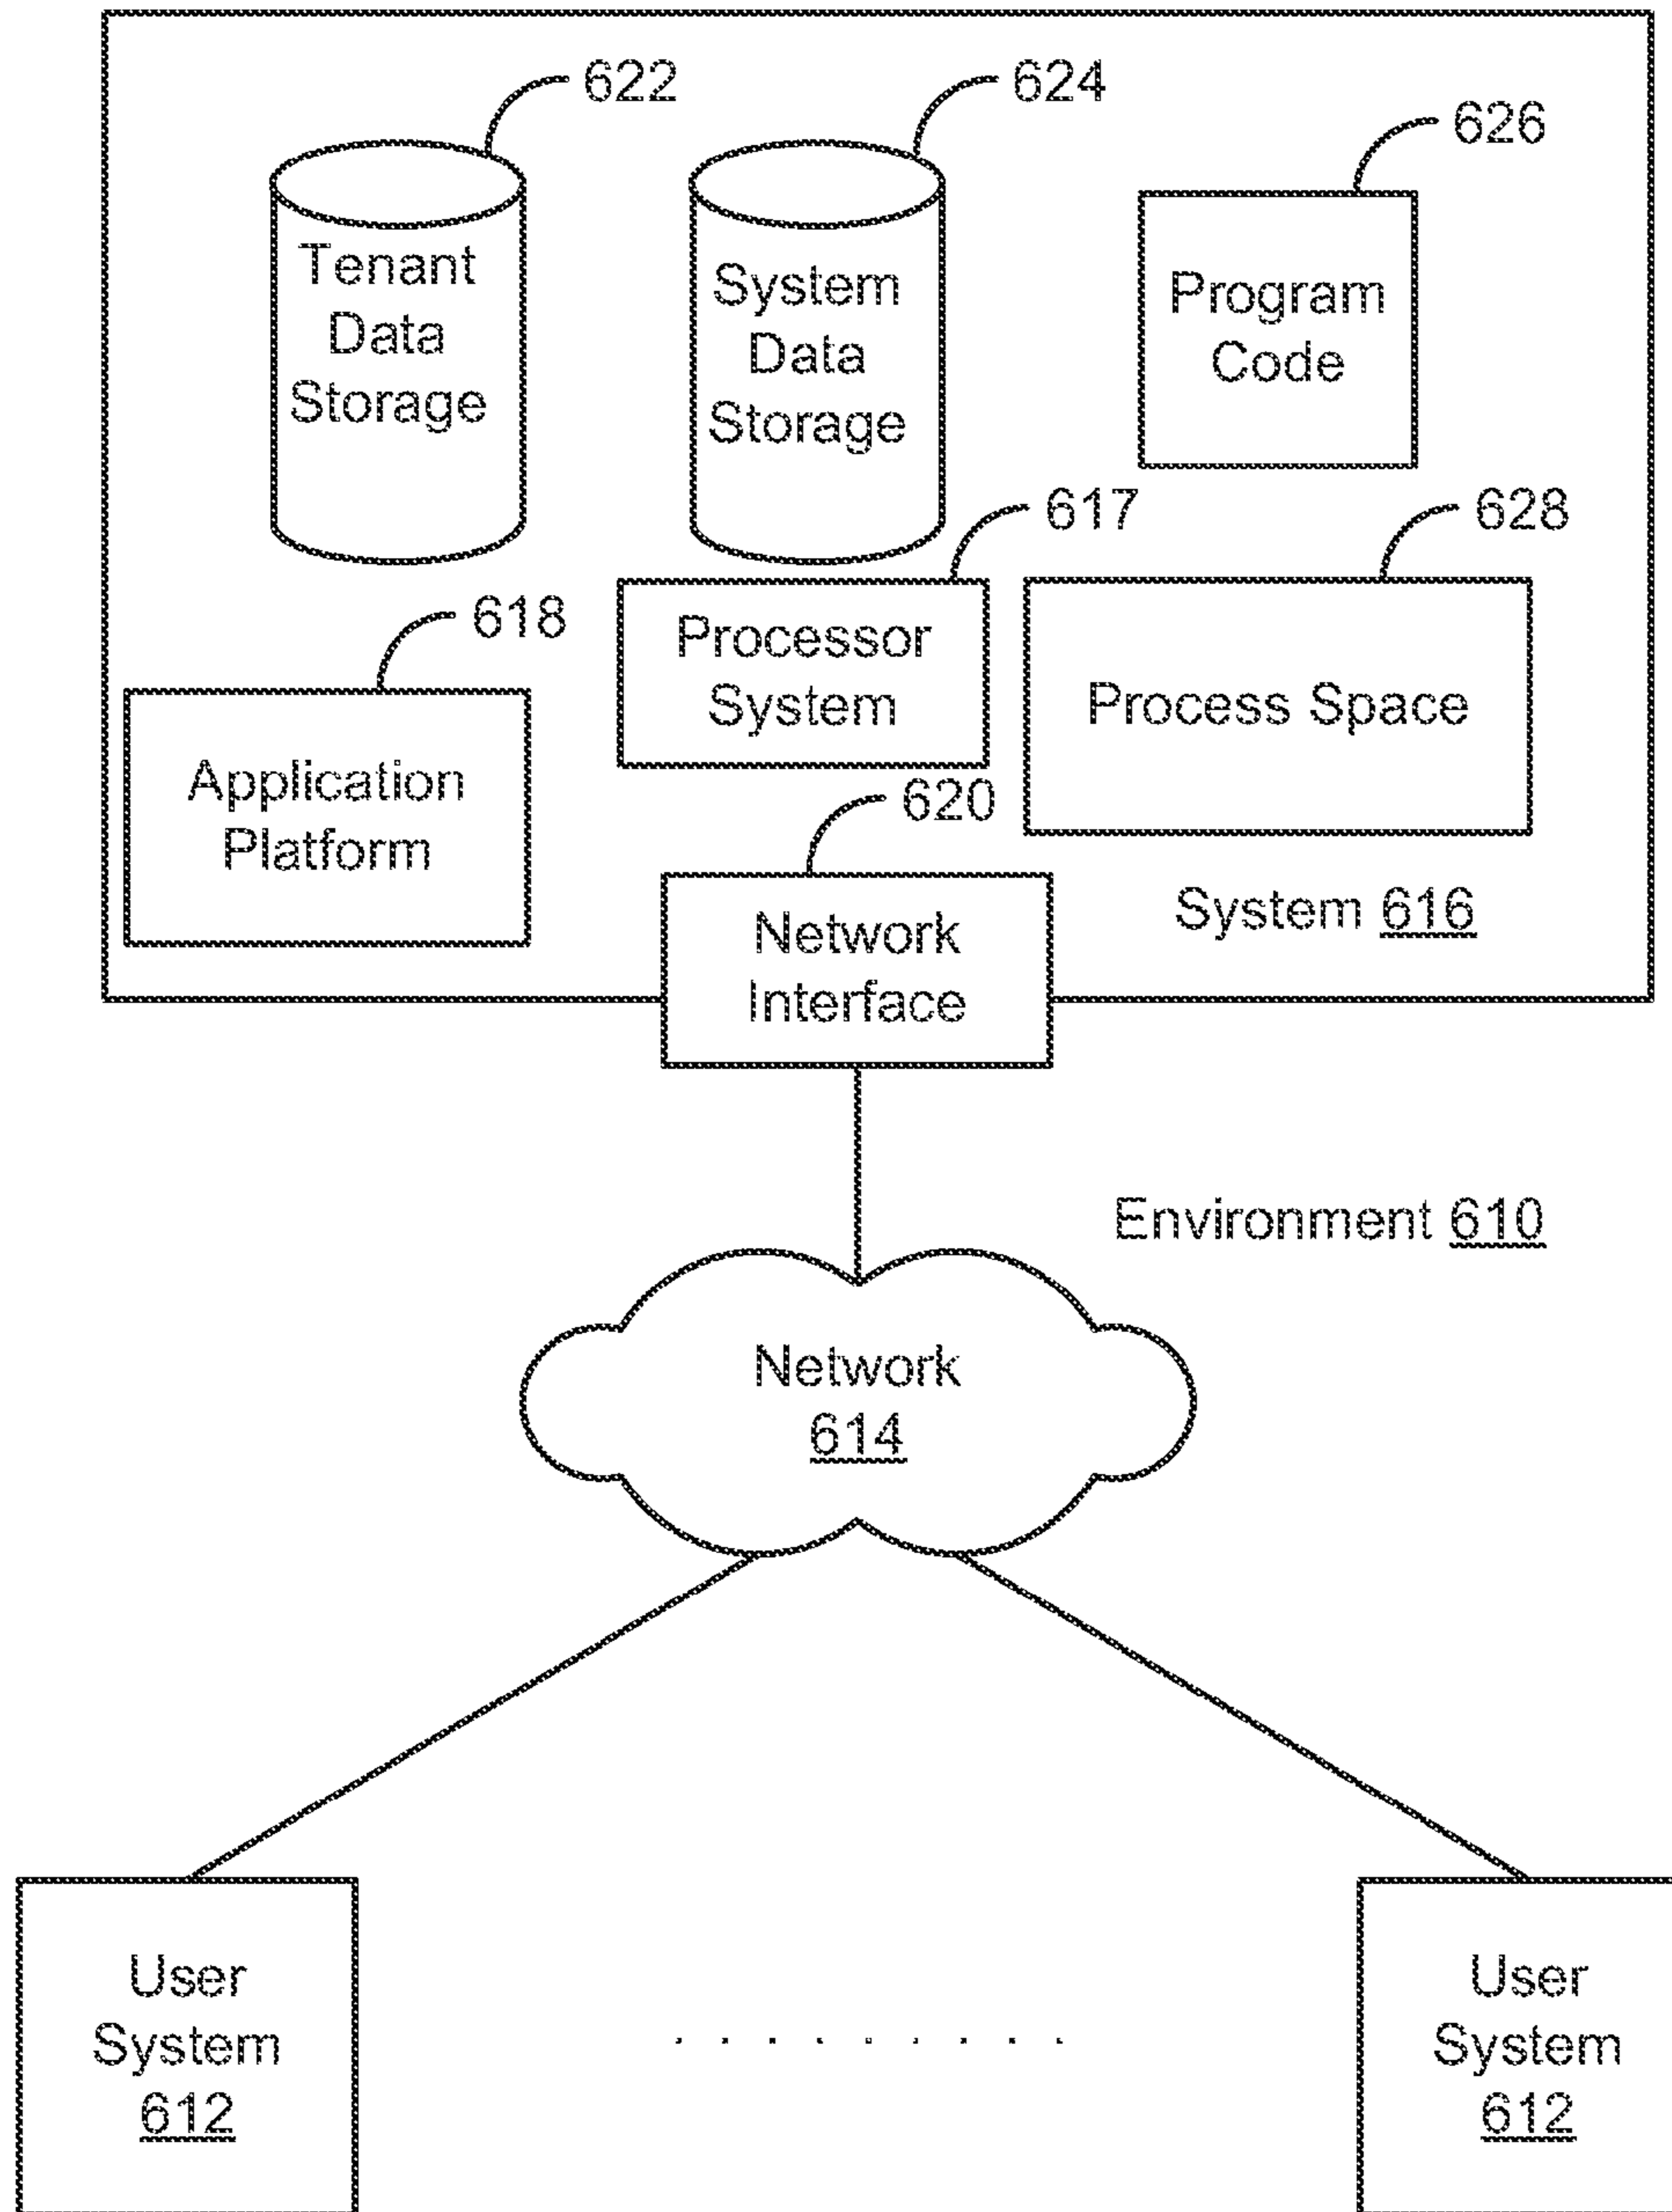 622
624
626
Tenant
Data
Storage
System
Data
Storage
Program
Code
617
628
618
Processor
System
Process Space
Application
Platform
620
System 616
Network
Interface
Environment 610
Network
614
User
System
612
User
System
612